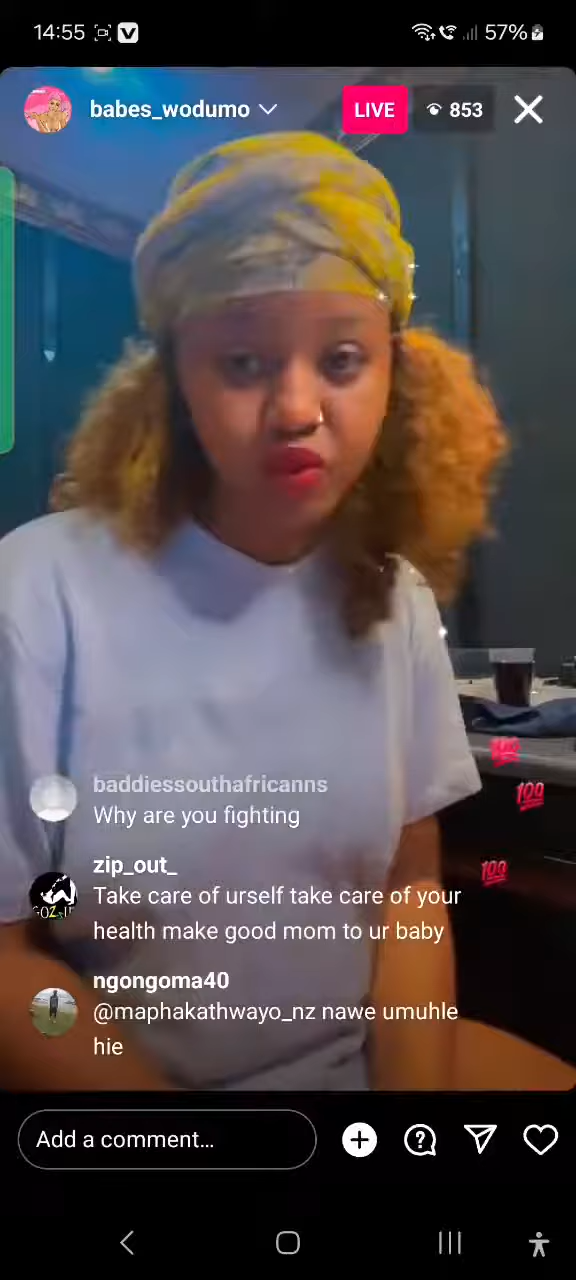 14:55
57%
babes_wodumo
LIVE
853
baddiessouthafricanns
Why are you fighting
zip_out_
Take care of urself take care of your
health make good mom to ur baby
ngongoma40
@maphakathwayo_nz nawe umuhle
hie
Add a comment...